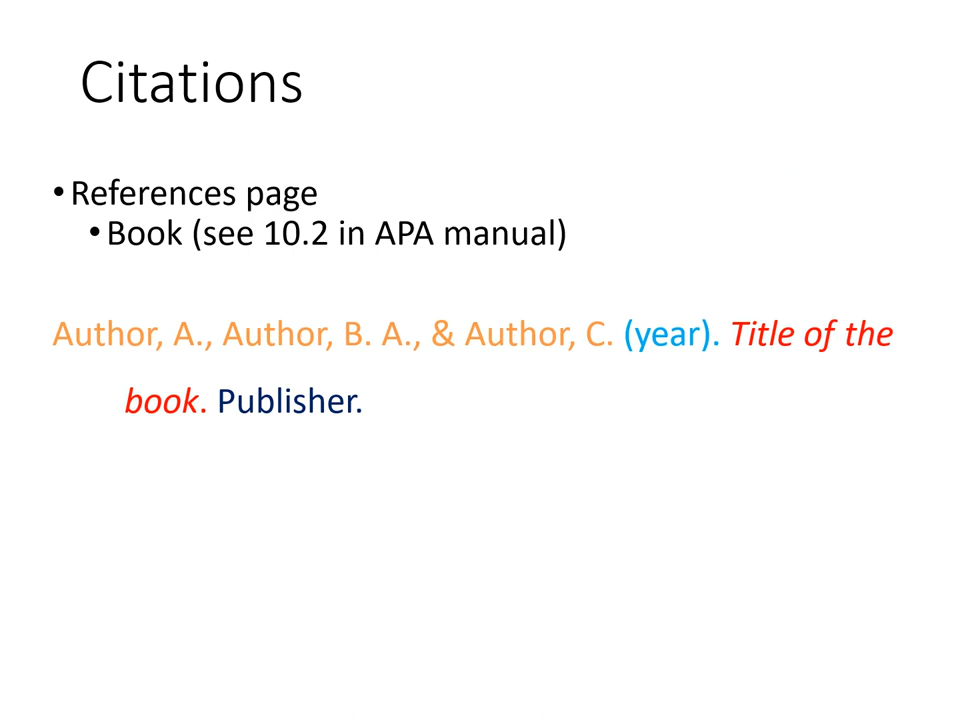 Citations
• References page
• Book (see 10.2 in APA manual)
Author, A., Author, B. A., & Author, C. (year). Title of the
book. Publisher.